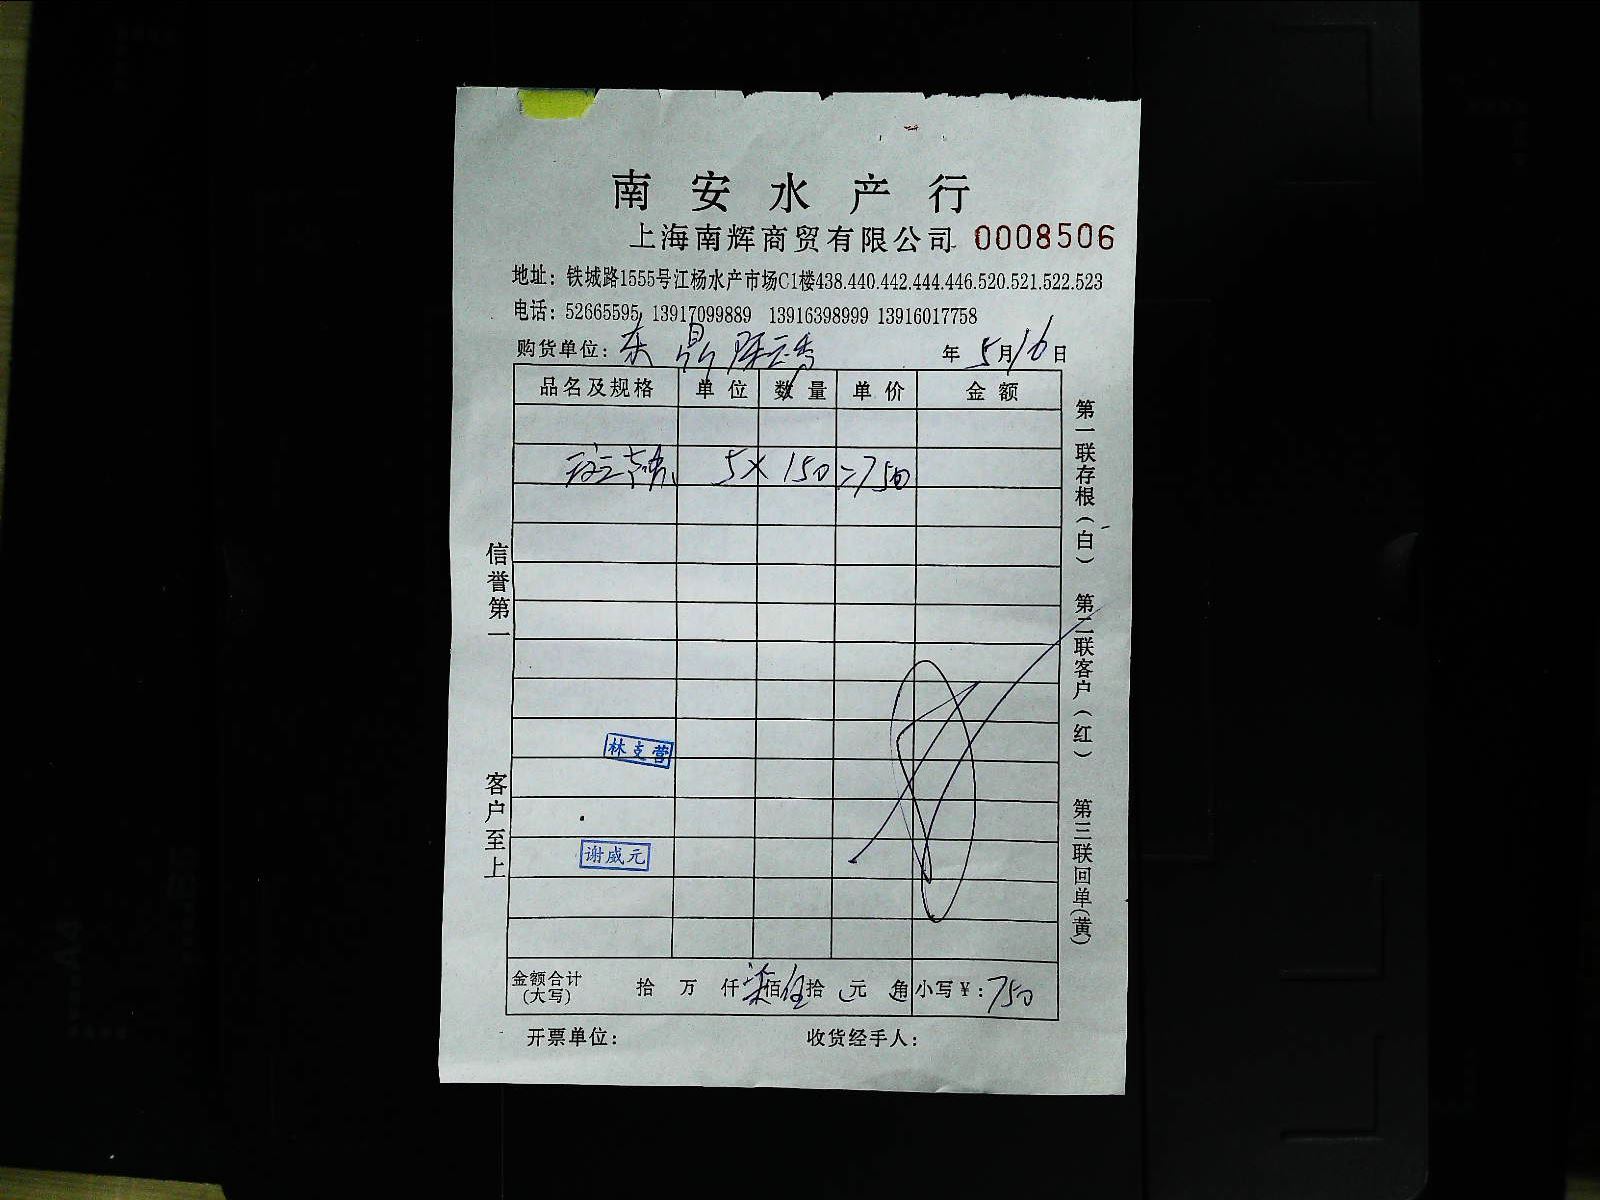 南安水产行
上海南辉商贸有限公司 0008506
地址：铁城路1555号江杨水产市场C1楼438.440.442.444.446.520.521.522.523
电话：52665595 13917099889 13916398999 13916017758
购货单位：东鼎 年5月16日
品名及规格 单位 数量 单价 金额
5×150=750
林支营
谢威元
金额合计(大写) 拾 万 仟柒佰伍拾 元 角 小写￥：750
开票单位： 收货经手人：
信誉第一 客户至上
第一联存根(白) 第二联客户(红) 第三联回单(黄)